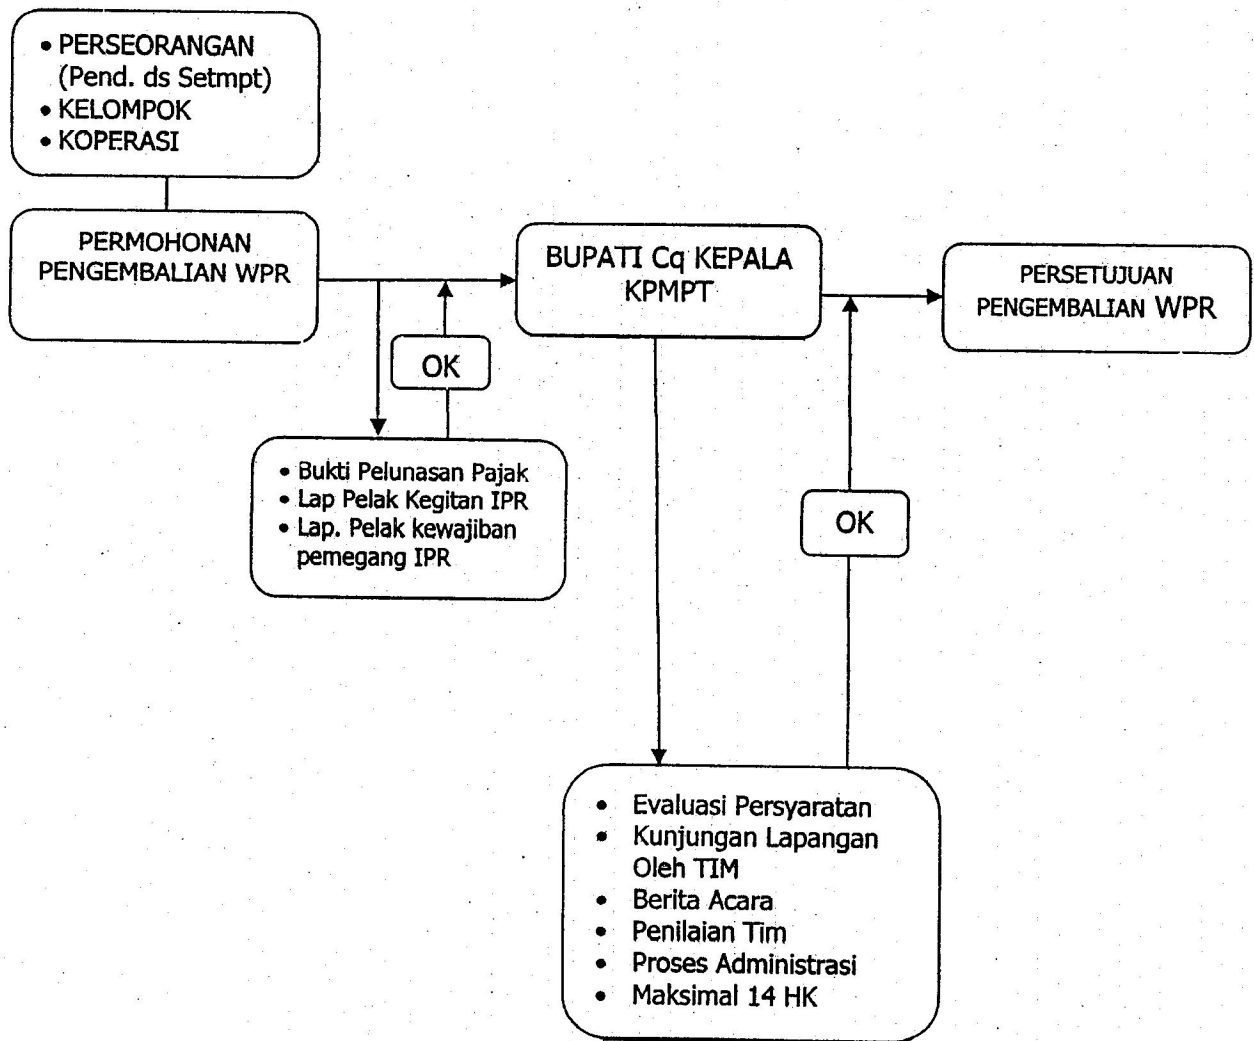 • PERSEORANGAN
(Pend. ds Setmpt)
• KELOMPOK
• KOPERASI
PERMOHONAN
PENGEMBALIAN WPR
BUPATI Cq KEPALA
KPMPT
PERSETUJUAN
PENGEMBALIAN WPR
OK
• Bukti Pelunasan Pajak
• Lap Pelak Kegitan IPR
• Lap. Pelak kewajiban
pemegang IPR
OK
• Evaluasi Persyaratan
• Kunjungan Lapangan
Oleh TIM
• Berita Acara
• Penilaian Tim
• Proses Administrasi
• Maksimal 14 HK